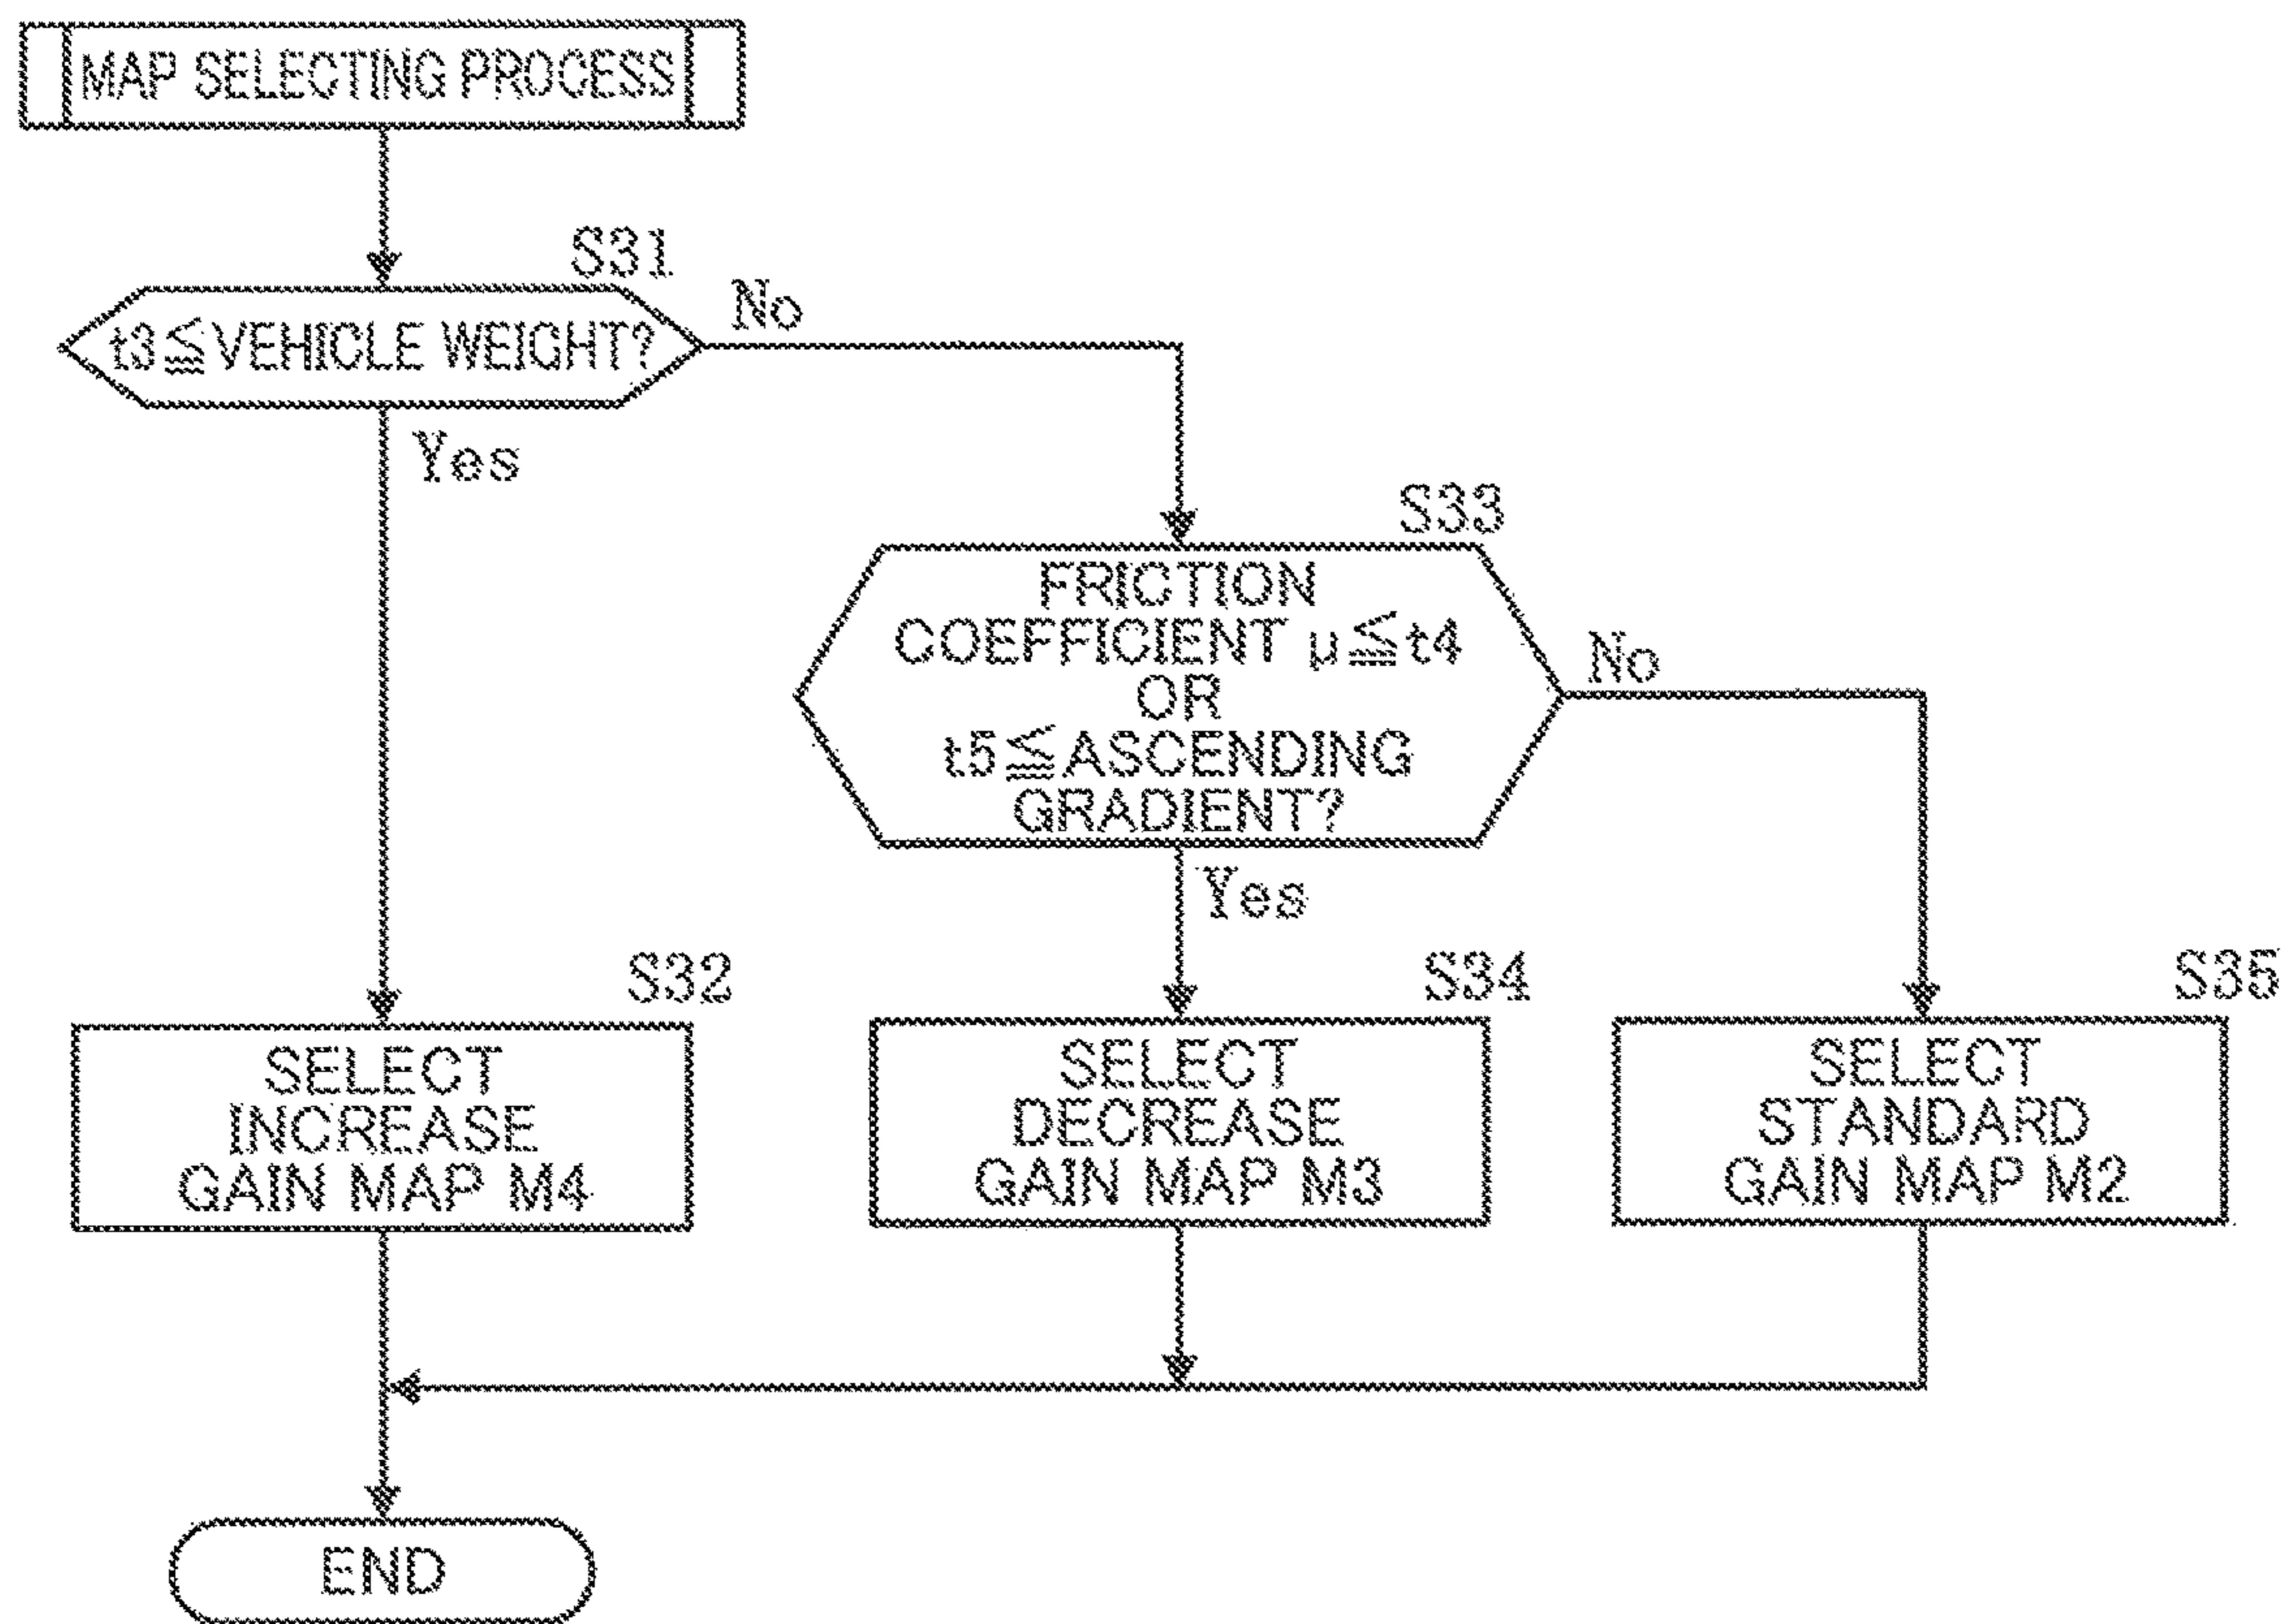 MAP SELECTING PROCESS
S31
t3≦VEHICLE WEIGHT?
No
Yes
S33
FRICTION
COEFFICIENT μ≦t4
OR
t5≦ASCENDING
GRADIENT?
No
Yes
S32
SELECT
INCREASE
GAIN MAP M4
S34
SELECT
DECREASE
GAIN MAP M3
S35
SELECT
STANDARD
GAIN MAP M2
END